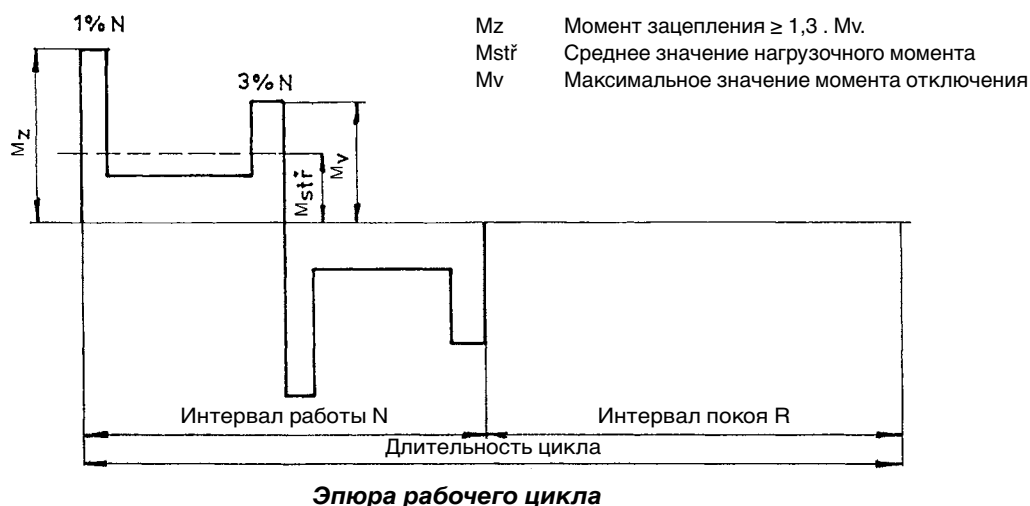 1% N
Mz Момент зацепления ≥ 1,3 . Mv.
Mstř Среднее значение нагрузочного момента
Mv Максимальное значение момента отключения
3% N
Mz
Mstř
Mv
Интервал работы N
Интервал покоя R
Длительность цикла
Эпюра рабочего цикла